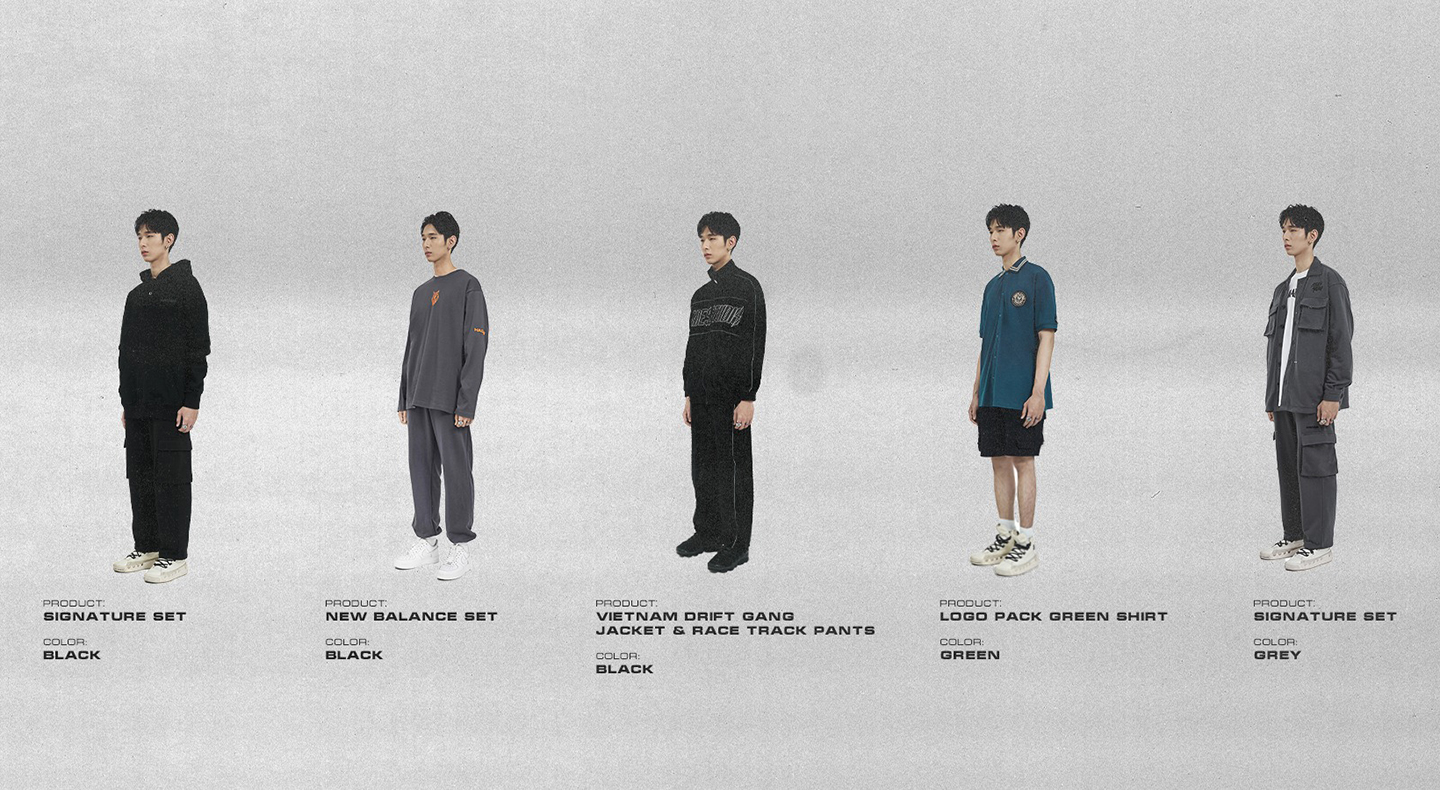 PRODUCT:
SIGNATURE SET
COLOR:
BLACK
PRODUCT:
NEW BALANCE SET
COLOR:
BLACK
PRODUCT:
VIETNAM DRIFT GANG
JACKET & RACE TRACK PANTS
COLOR:
BLACK
PRODUCT:
LOGO PACK GREEN SHIRT
COLOR:
GREEN
PRODUCT:
SIGNATURE SET
COLOR:
GREY